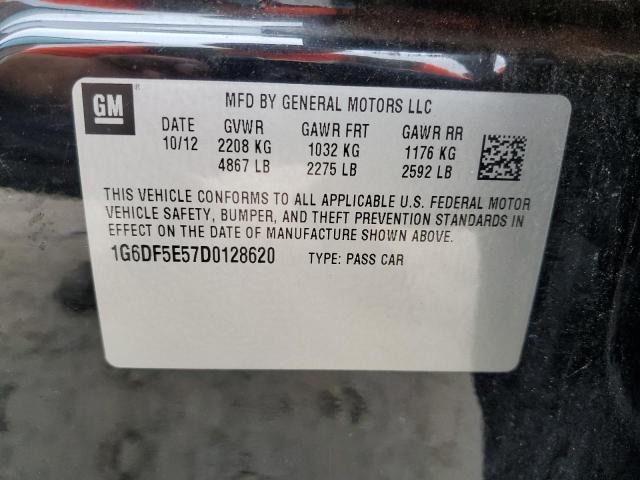 GM
MFD BY GENERAL MOTORS LLC
DATE GVWR GAWR FRT GAWR RR
10/12 2208 KG 1032 KG 1176 KG
4867 LB 2275 LB 2592 LB
THIS VEHICLE CONFORMS TO ALL APPLICABLE U.S. FEDERAL MOTOR
VEHICLE SAFETY, BUMPER, AND THEFT PREVENTION STANDARDS IN
EFFECT ON THE DATE OF MANUFACTURE SHOWN ABOVE.
1G6DF5E57D0128620 TYPE: PASS CAR